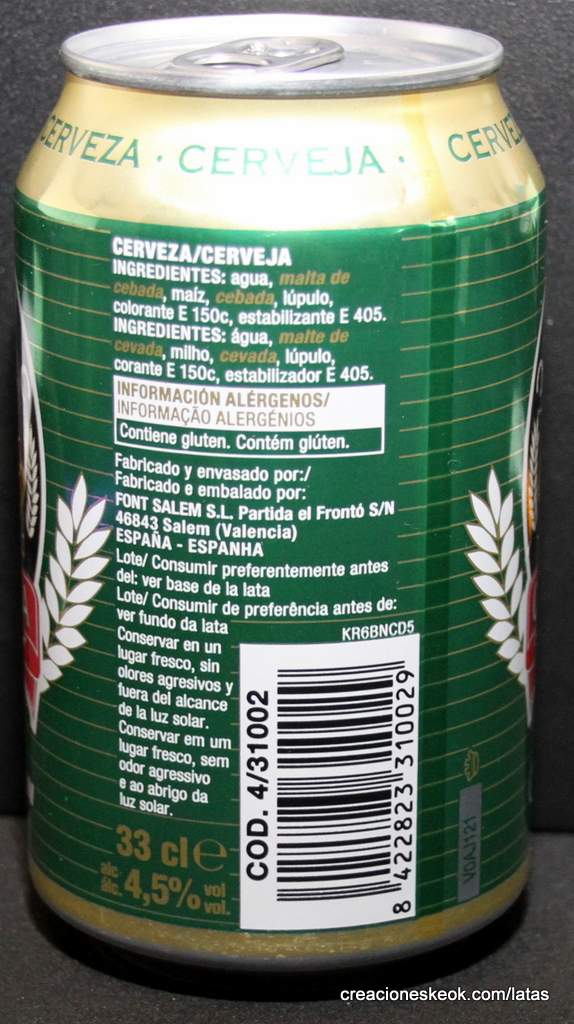 CERVEZA · CERVEJA · CERVE
CERVEZA/CERVEJA
INGREDIENTES: agua, malta de
cebada, maíz, cebada, lúpulo,
colorante E 150c, estabilizante E 405.
INGREDIENTES: água, malte de
cevada, milho, cevada, lúpulo,
corante E 150c, estabilizador E 405.
INFORMACIÓN ALÉRGENOS/
INFORMAÇÃO ALERGÉNIOS
Contiene gluten. Contém glúten.
Fabricado y envasado por:/
Fabricado e embalado por:
FONT SALEM S.L. Partida el Frontó S/N
46843 Salem (Valencia)
ESPAÑA - ESPANHA
Lote/ Consumir preferentemente antes
del: ver base de la lata
Lote/ Consumir de preferência antes de:
ver fundo da lata
KR6BNCD5
Conservar en un
lugar fresco, sin
olores agresivos y
fuera del alcance
de la luz solar.
Conservar em um
lugar fresco, sem
odor agressivo
e ao abrigo da
luz solar.
33 cl e
alc. 4,5% vol
álc. vol.
COD. 4/31002
8 422823 310029
VOAJ121
creacioneskeok.com/latas